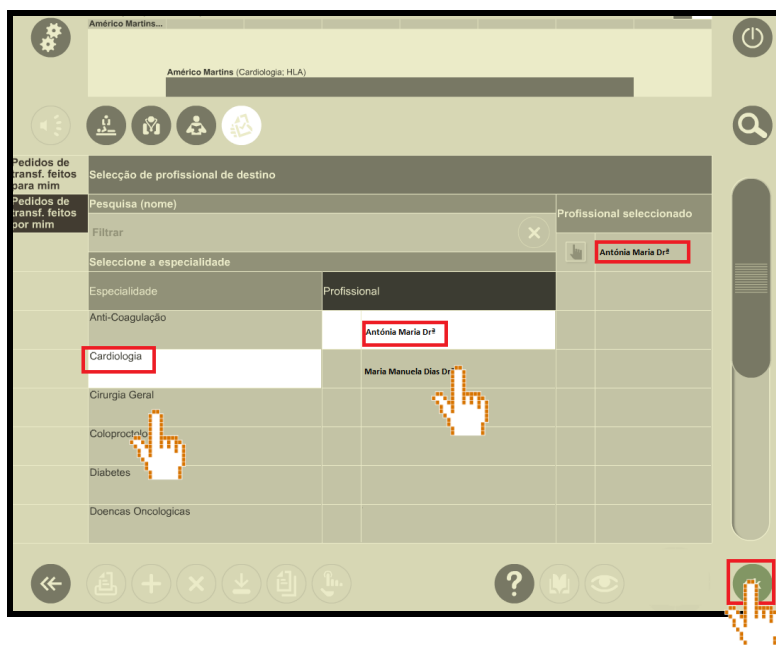 Américo Martins...
Américo Martins (Cardiologia; HLA)
Pedidos de
transf. feitos
para mim
Selecção de profissional de destino
Pedidos de
transf. feitos
por mim
Pesquisa (nome)
Profissional seleccionado
Filtrar
Antónia Maria Drª
Seleccione a especialidade
Especialidade
Profissional
Anti-Coagulação
Antónia Maria Drª
Cardiologia
Maria Manuela Dias Drª
Cirurgia Geral
Diabetes
Doencas Oncologicas
?